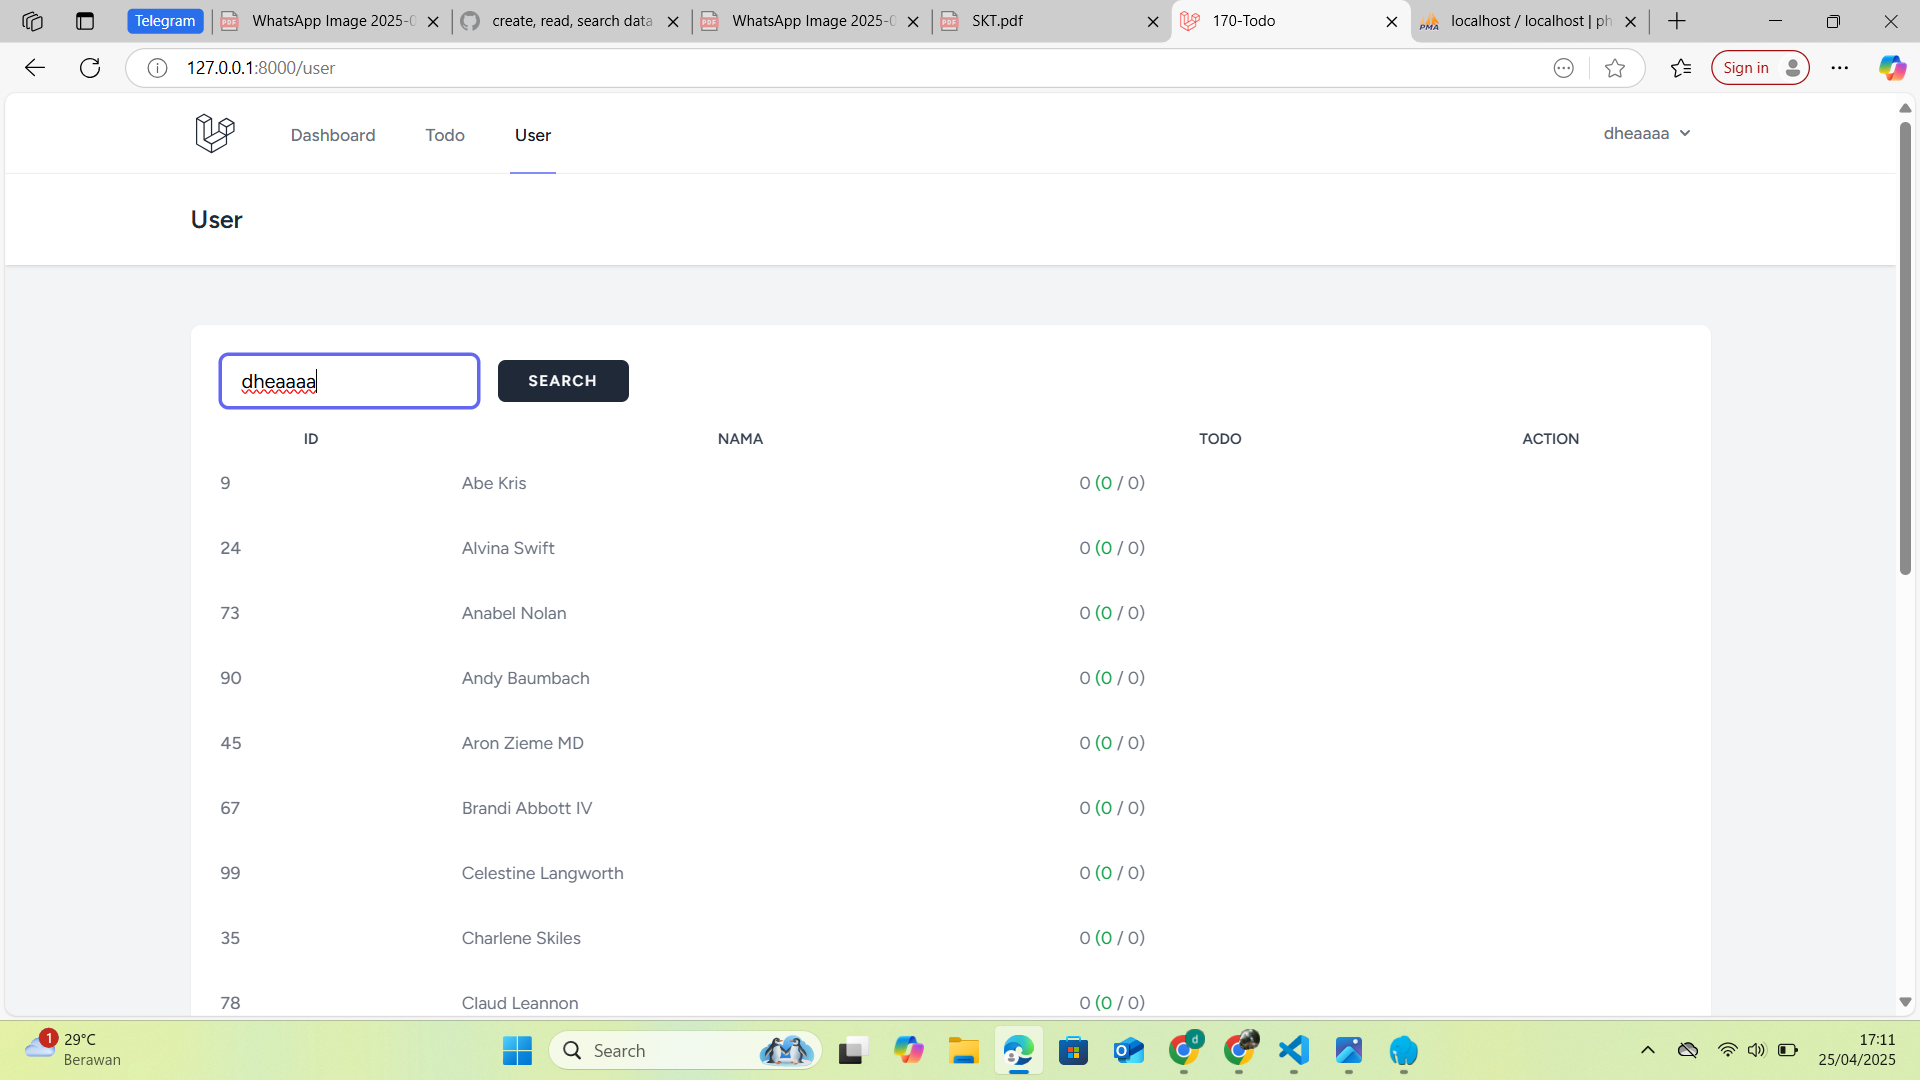 Telegram
WhatsApp Image 2025-0
create, read, search data
WhatsApp Image 2025-0
SKT.pdf
170-Todo
localhost / localhost | ph
127.0.0.1:8000/user
Sign in
Dashboard
Todo
User
dheaaaa
User
dheaaaa
SEARCH
ID NAMA TODO ACTION
9 Abe Kris 0 (0 / 0)
24 Alvina Swift 0 (0 / 0)
73 Anabel Nolan 0 (0 / 0)
90 Andy Baumbach 0 (0 / 0)
45 Aron Zieme MD 0 (0 / 0)
67 Brandi Abbott IV 0 (0 / 0)
99 Celestine Langworth 0 (0 / 0)
35 Charlene Skiles 0 (0 / 0)
78 Claud Leannon 0 (0 / 0)
1
29°C
Berawan
Search
d
17:11
25/04/2025